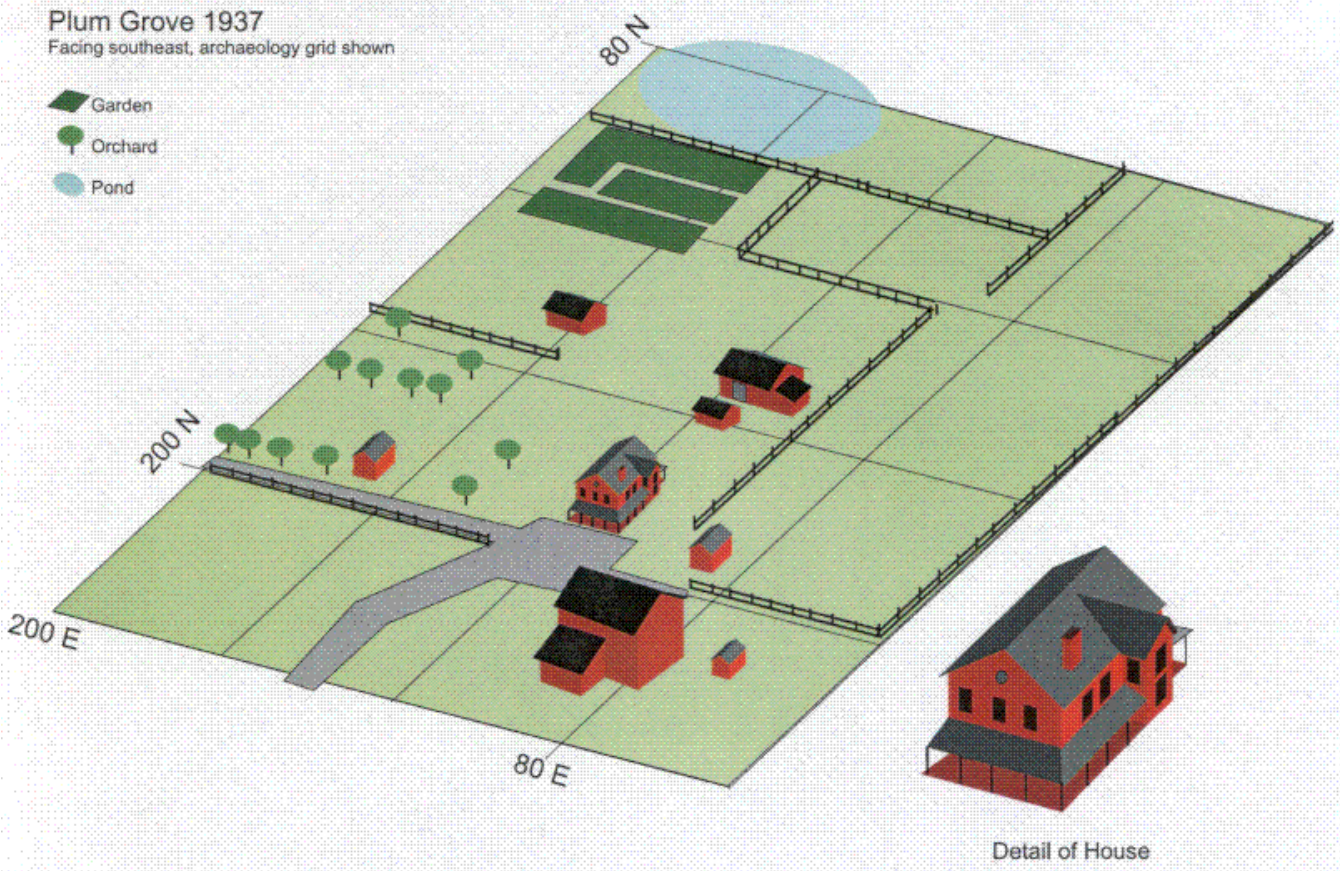 Plum Grove 1937
Facing southeast, archaeology grid shown
Garden
Orchard
Pond
80 N
200 N
200 E
80 E
Detail of House